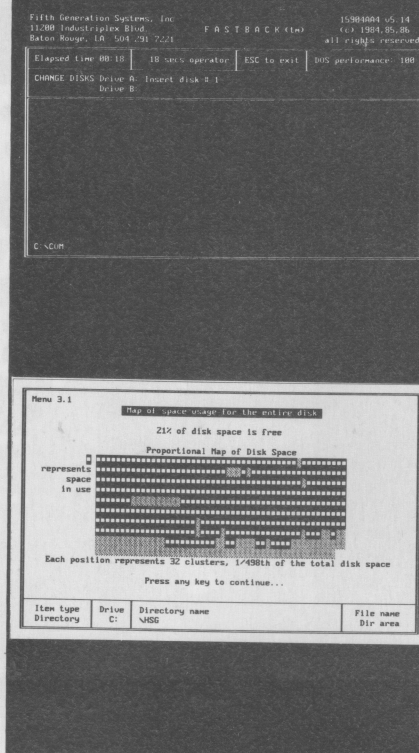 Fifth Generation Systems, Inc
11200 Industriplex Blvd.
Baton Rouge, LA 504-291-7221
F A S T B A C K (tm)
15904AA4 v5.14
(c) 1984,85,86
all rights reserved
Elapsed time 00:18 18 secs operator ESC to exit DOS performance: 100
CHANGE DISKS Drive A: Insert disk # 1
Drive B:
C:\COM
Menu 3.1
Map of space usage for the entire disk
21% of disk space is free
Proportional Map of Disk Space
represents
space
in use
Each position represents 32 clusters, 1/498th of the total disk space
Press any key to continue...
Item type Drive Directory name File name
Directory C: \HSG Dir area